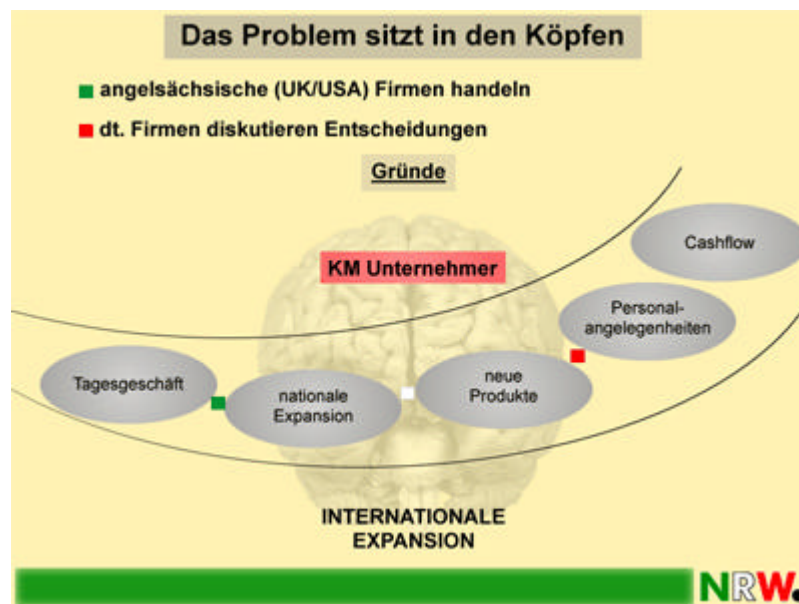 Das Problem sitzt in den Köpfen
angelsächsische (UK/USA) Firmen handeln
dt. Firmen diskutieren Entscheidungen
Gründe
KM Unternehmer
Cashflow
Personal-
angelegenheiten
neue
Produkte
nationale
Expansion
Tagesgeschäft
INTERNATIONALE
EXPANSION
NRW.